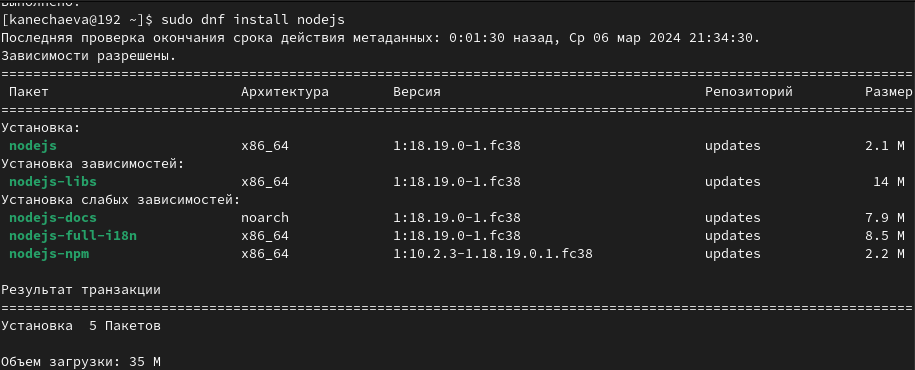 Выполнено.
[kanechaeva@192 ~]$ sudo dnf install nodejs
Последняя проверка окончания срока действия метаданных: 0:01:30 назад, Ср 06 мар 2024 21:34:30.
Зависимости разрешены.
================================================================================
Пакет Архитектура Версия Репозиторий Размер
================================================================================
Установка:
nodejs x86_64 1:18.19.0-1.fc38 updates 2.1 M
Установка зависимостей:
nodejs-libs x86_64 1:18.19.0-1.fc38 updates 14 M
Установка слабых зависимостей:
nodejs-docs noarch 1:18.19.0-1.fc38 updates 7.9 M
nodejs-full-i18n x86_64 1:18.19.0-1.fc38 updates 8.5 M
nodejs-npm x86_64 1:10.2.3-1.18.19.0.1.fc38 updates 2.2 M
Результат транзакции
================================================================================
Установка 5 Пакетов
Объем загрузки: 35 M